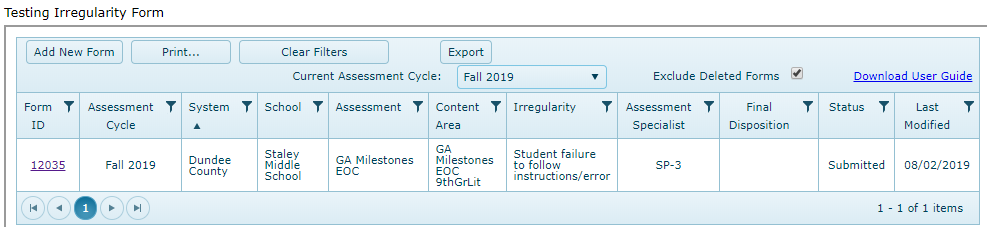 Testing Irregularity Form
Add New Form Print... Clear Filters Export
Current Assessment Cycle: Fall 2019 Exclude Deleted Forms Download User Guide
Form ID
Assessment Cycle
System
School
Assessment
Content Area
Irregularity
Assessment Specialist
Final Disposition
Status
Last Modified
12035
Fall 2019
Dundee
County
Staley
Middle
School
GA Milestones
EOC
GA
Milestones
EOC
9thGrLit
Student failure
to follow
instructions/error
SP-3
Submitted
08/02/2019
1
1 - 1 of 1 items